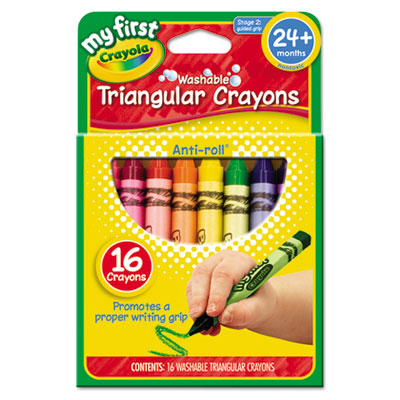 my first
Crayola
Stage 2:
guided grip
24+
months
nontoxic
Washable
Triangular Crayons
Anti-roll®
16
Crayons
Promotes a
proper writing grip
CONTENTS: 16 WASHABLE TRIANGULAR CRAYONS